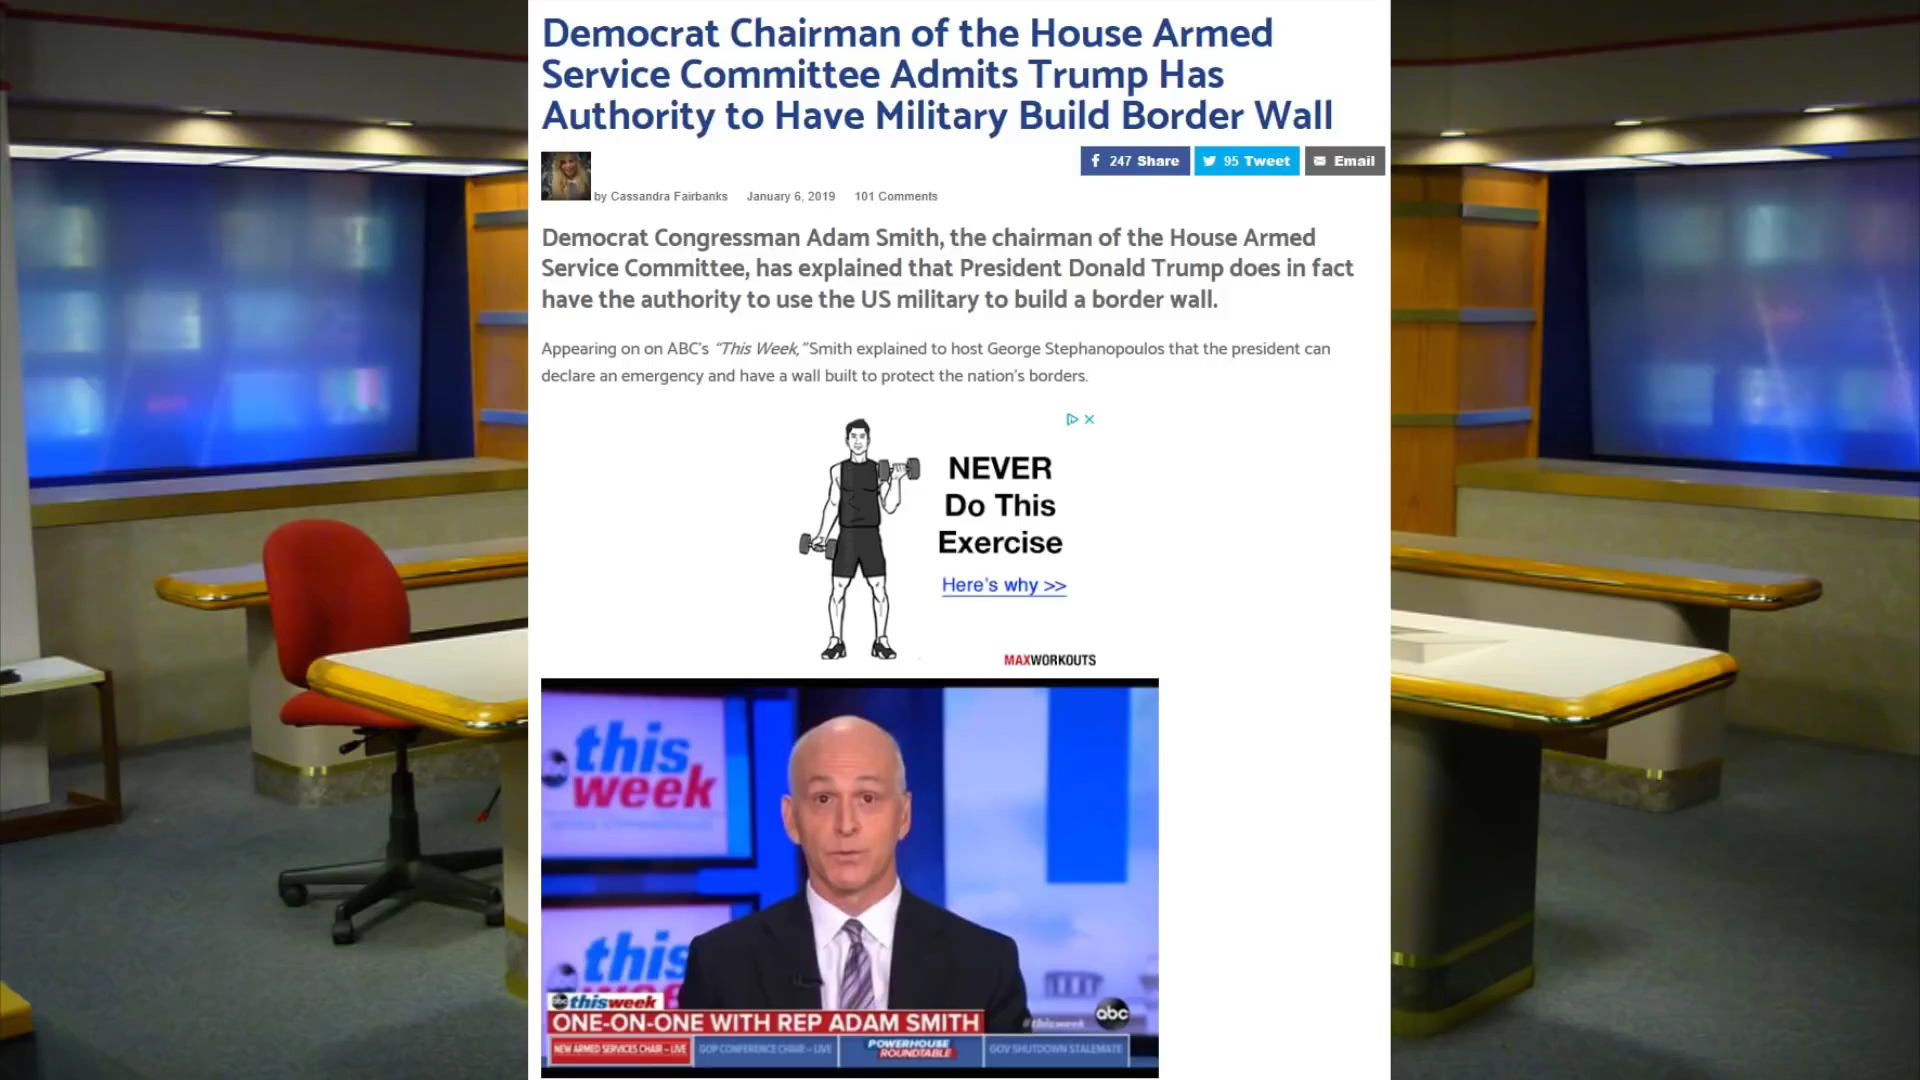 Democrat Chairman of the House Armed
Service Committee Admits Trump Has
Authority to Have Military Build Border Wall
247 Share
95 Tweet
Email
by Cassandra Fairbanks January 6, 2019 101 Comments
Democrat Congressman Adam Smith, the chairman of the House Armed
Service Committee, has explained that President Donald Trump does in fact
have the authority to use the US military to build a border wall.
Appearing on on ABC's "This Week," Smith explained to host George Stephanopoulos that the president can
declare an emergency and have a wall built to protect the nation's borders.
NEVER
Do This
Exercise
Here's why >>
MAXWORKOUTS
this
week
this
abc thisweek
ONE-ON-ONE WITH REP ADAM SMITH
#thisweek
abc
NEW ARMED SERVICES CHAIR – LIVE
GOP CONFERENCE CHAIR – LIVE
POWERHOUSE
ROUNDTABLE
GOV SHUTDOWN STALEMATE